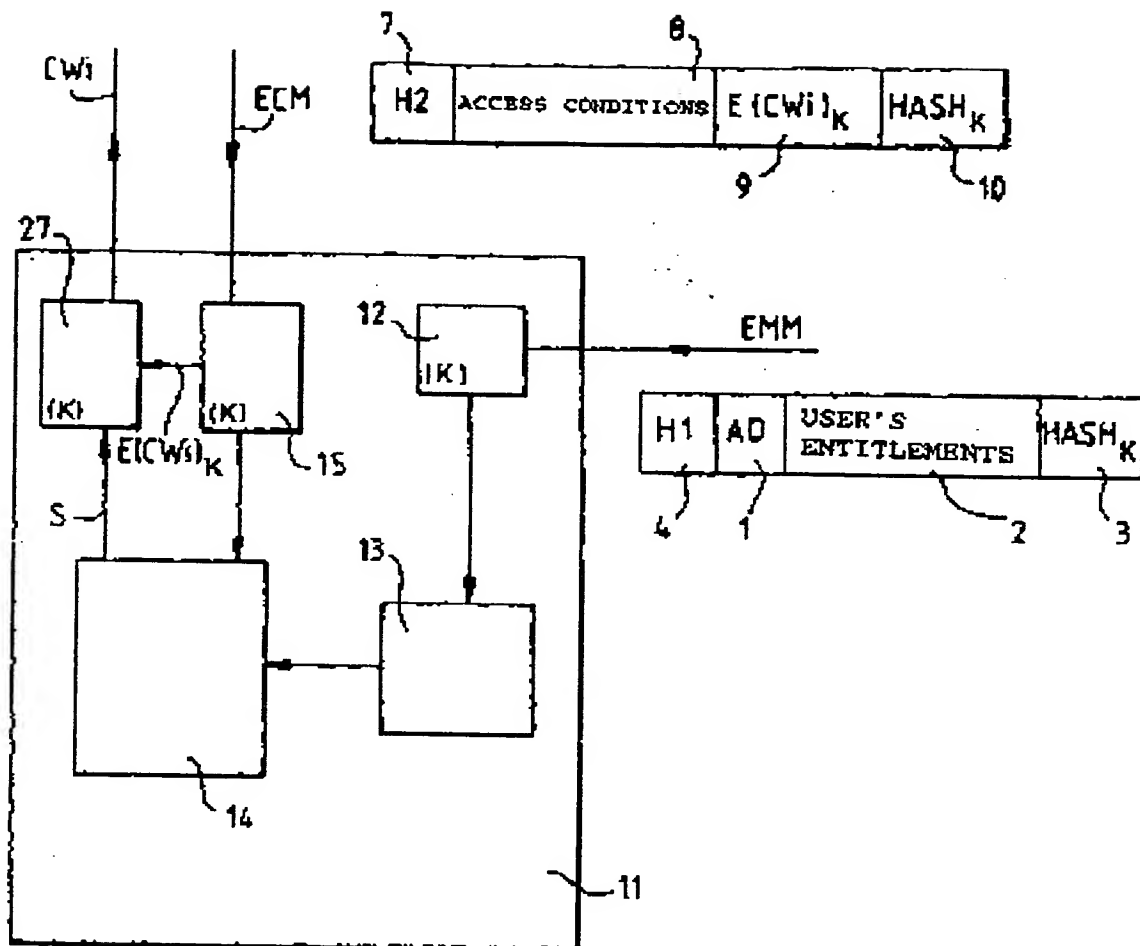 7
8
CWi
ECM
H2 ACCESS CONDITIONS E(CWi)K HASHK
9
10
27
12
EMM
(K)
(K)
(K)
E(CWi)K
15
H1 AD USER'S ENTITLEMENTS HASHK
S
4
1
2
3
13
14
11